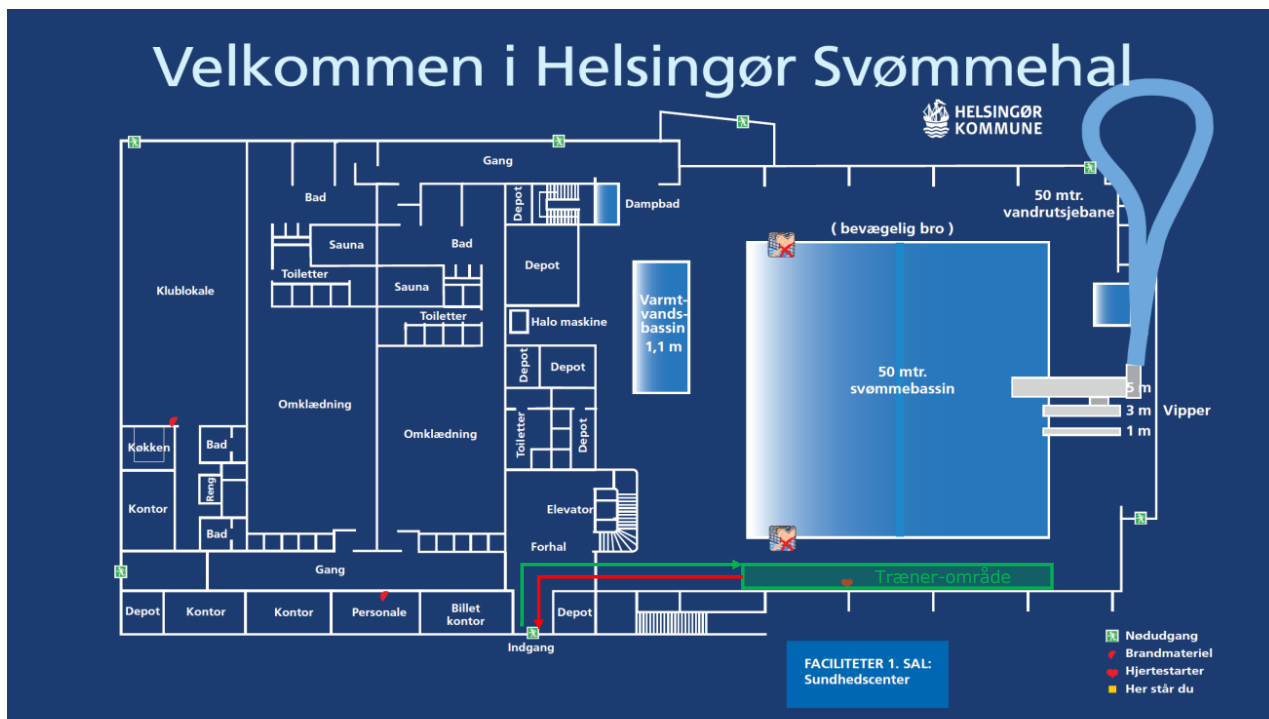 Velkommen i Helsingør Svømmehal
HELSINGØR
KOMMUNE
Gang
Bad
Depot
Dampbad
50 mtr.
vandrutsjebane
( bevægelig bro )
Sauna
Bad
Toiletter
Sauna
Depot
Klublokale
Toiletter
Halo maskine
Varmt-
vands-
bassin
1,1 m
Depot
Depot
50 mtr.
svømmebassin
5 m
3 m
Vipper
1 m
Omklædning
Omklædning
Køkken
Bad
Toiletter
Depot
Reng
Kontor
Elevator
Bad
Forhal
Gang
Træner-område
Depot
Kontor
Kontor
Personale
Billet
kontor
Depot
Indgang
FACILITETER 1. SAL:
Sundhedscenter
Nødudgang
Brandmateriel
Hjertestarter
Her står du